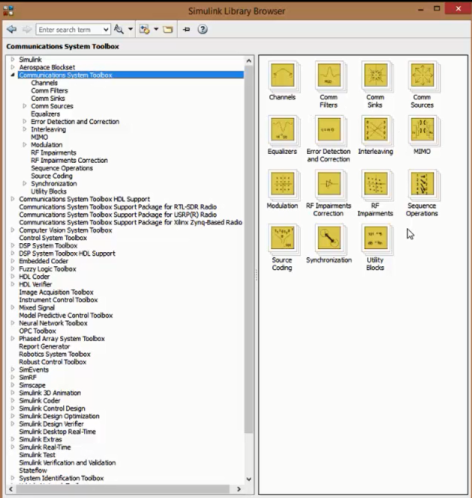 Simulink Library Browser
Enter search term
Communications System Toolbox
Simulink
Aerospace Blockset
Communications System Toolbox
Channels
Comm Filters
Comm Sinks
Comm Sources
Equalizers
Error Detection and Correction
Interleaving
MIMO
Modulation
RF Impairments
RF Impairments Correction
Sequence Operations
Source Coding
Synchronization
Utility Blocks
Communications System Toolbox HDL Support
Communications System Toolbox Support Package for RTL-SDR Radio
Communications System Toolbox Support Package for USRP(R) Radio
Communications System Toolbox Support Package for Xilinx Zynq-Based Radio
Computer Vision System Toolbox
Control System Toolbox
DSP System Toolbox
DSP System Toolbox HDL Support
Embedded Coder
Fuzzy Logic Toolbox
HDL Coder
HDL Verifier
Image Acquisition Toolbox
Instrument Control Toolbox
Mixed Signal
Model Predictive Control Toolbox
Neural Network Toolbox
OPC Toolbox
Phased Array System Toolbox
Report Generator
Robotics System Toolbox
Robust Control Toolbox
SimEvents
SimRF
Simscape
Simulink 3D Animation
Simulink Coder
Simulink Control Design
Simulink Design Optimization
Simulink Design Verifier
Simulink Desktop Real-Time
Simulink Extras
Simulink Real-Time
Simulink Test
Simulink Verification and Validation
Stateflow
System Identification Toolbox
Channels
Comm
Filters
Comm
Sinks
Comm
Sources
Equalizers
Error Detection
and Correction
Interleaving
MIMO
Modulation
RF Impairments
Correction
RF
Impairments
Sequence
Operations
Source
Coding
Synchronization
Utility
Blocks